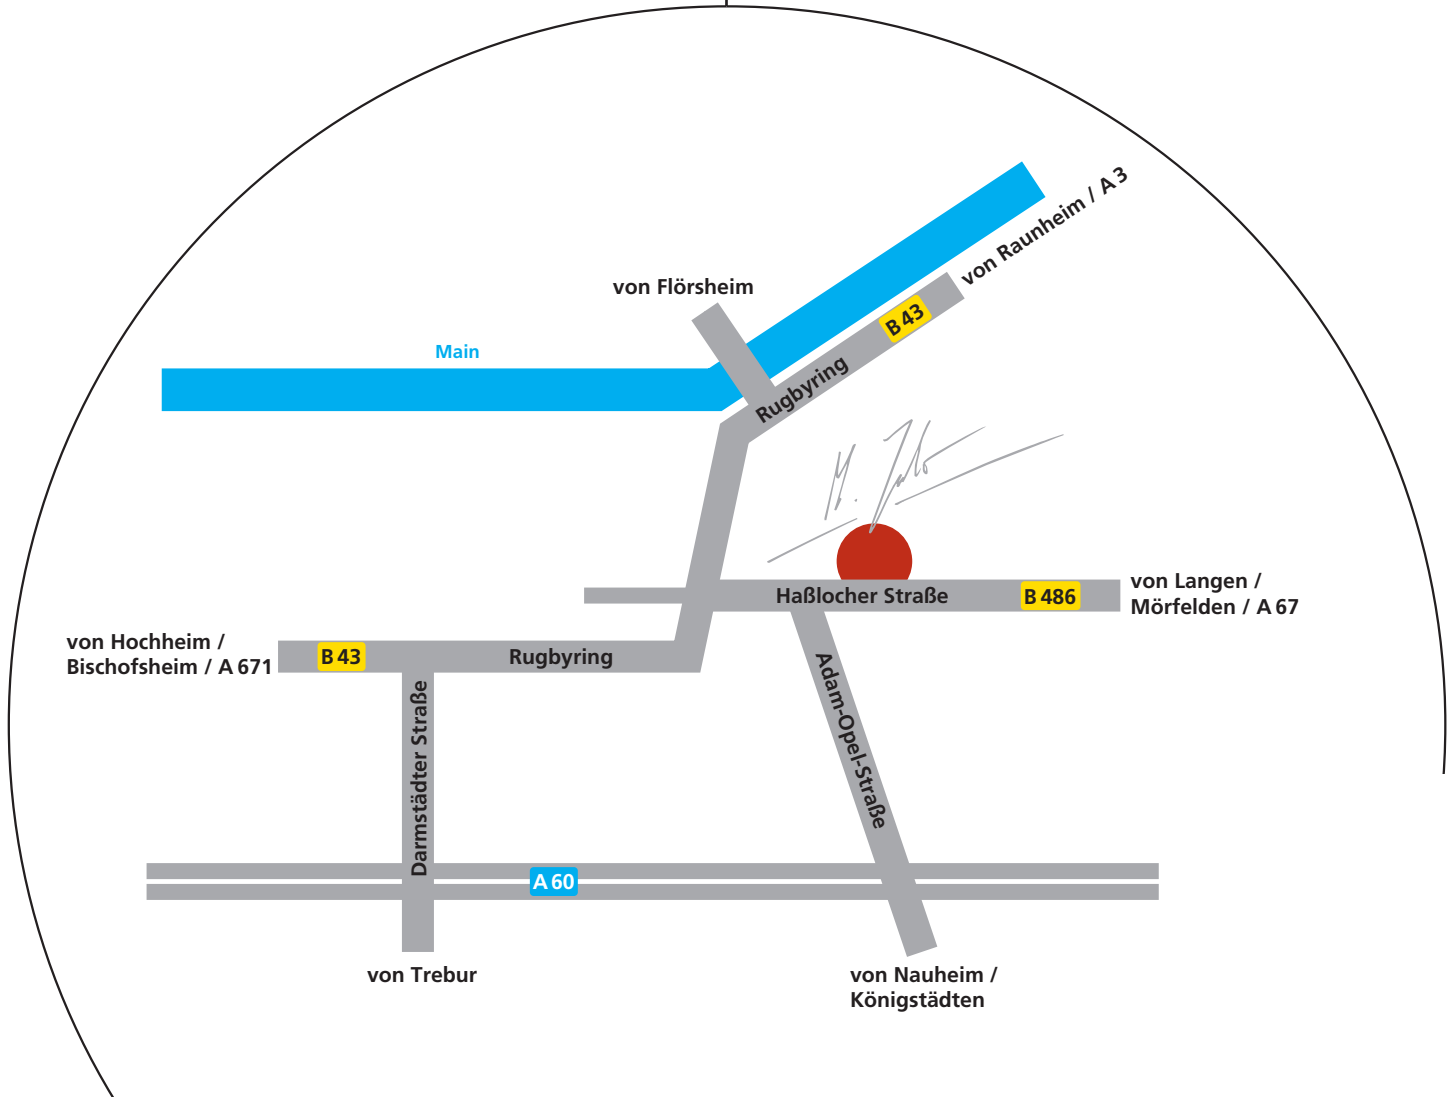 von Raunheim / A 3
von Flörsheim
B 43
Main
Rugbyring
von Langen /
Mörfelden / A 67
Haßlocher Straße
B 486
von Hochheim /
Bischofsheim / A 671
B 43
Rugbyring
Adam-Opel-Straße
Darmstädter Straße
A 60
von Trebur
von Nauheim /
Königstädten